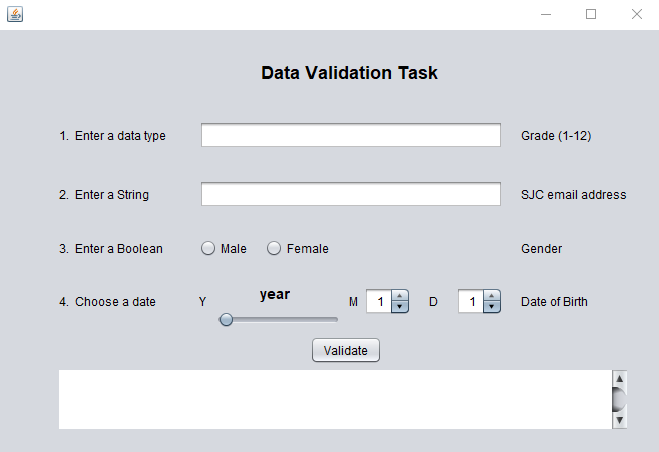 Data Validation Task
1. Enter a data type Grade (1-12)
2. Enter a String SJC email address
3. Enter a Boolean Male Female Gender
year
4. Choose a date Y M 1 D 1 Date of Birth
Validate